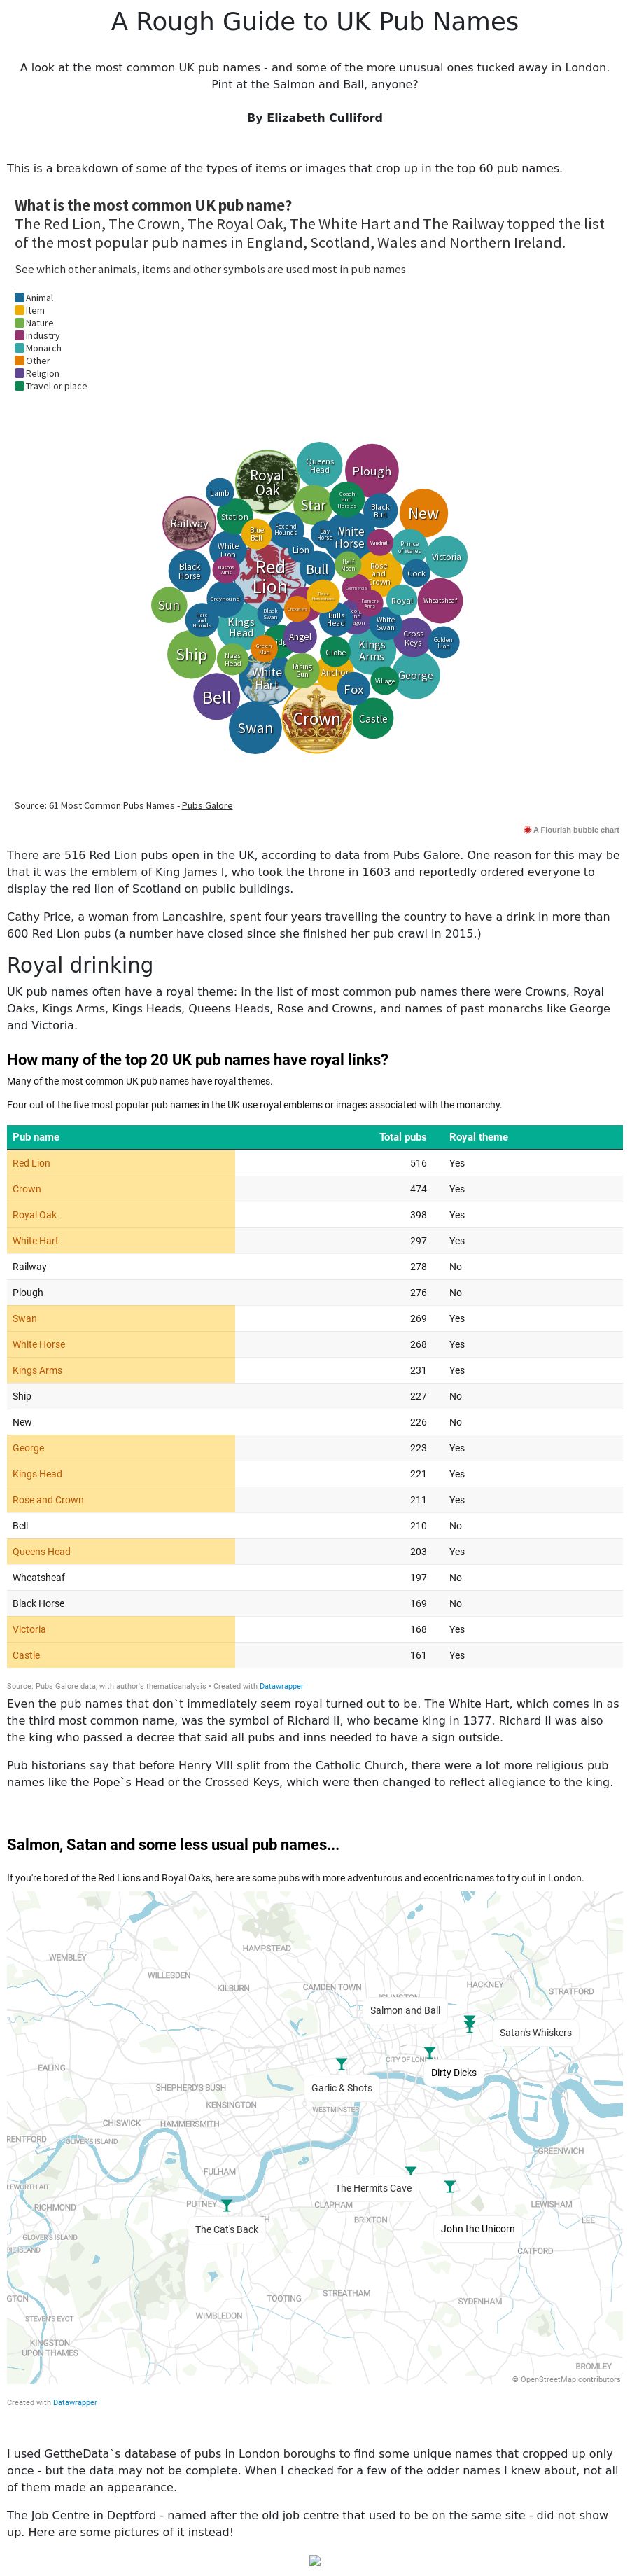 A Rough Guide to UK Pub Names
A look at the most common UK pub names - and some of the more unusual ones tucked away in London.
Pint at the Salmon and Ball, anyone?
By Elizabeth Culliford
This is a breakdown of some of the types of items or images that crop up in the top 60 pub names.
What is the most common UK pub name?
The Red Lion, The Crown, The Royal Oak, The White Hart and The Railway topped the list
of the most popular pub names in England, Scotland, Wales and Northern Ireland.
See which other animals, items and other symbols are used most in pub names
Animal
Item
Nature
Industry
Monarch
Other
Religion
Travel or place
Queens
Head
Plough
Royal
Oak
Lamb
Coach
and
Horses
Star
Black
Bull
New
Railway
Station
Blue
Bell
Fox and
Hounds
Bay
Horse
White
Horse
Prince
of Wales
Victoria
White
Lion
Lion
Black
Horse
Red
Lion
Bull
Half
Moon
Rose
and
Crown
Cock
Masons
Arms
Greyhound
Sun
Hare
and
Hounds
Kings
Head
Black
Swan
Angel
Bulls
Head
Farmers
Arms
Royal
Wheatsheaf
White
Swan
Cross
Keys
Golden
Lion
Ship
Nags
Head
Green
Man
White
Hart
Rising
Sun
Globe
Anchor
Kings
Arms
Village
George
Fox
Bell
Swan
Crown
Castle
Source: 61 Most Common Pubs Names - Pubs Galore
A Flourish bubble chart
There are 516 Red Lion pubs open in the UK, according to data from Pubs Galore. One reason for this may be
that it was the emblem of King James I, who took the throne in 1603 and reportedly ordered everyone to
display the red lion of Scotland on public buildings.
Cathy Price, a woman from Lancashire, spent four years travelling the country to have a drink in more than
600 Red Lion pubs (a number have closed since she finished her pub crawl in 2015.)
Royal drinking
UK pub names often have a royal theme: in the list of most common pub names there were Crowns, Royal
Oaks, Kings Arms, Kings Heads, Queens Heads, Rose and Crowns, and names of past monarchs like George
and Victoria.
How many of the top 20 UK pub names have royal links?
Many of the most common UK pub names have royal themes.
Four out of the five most popular pub names in the UK use royal emblems or images associated with the monarchy.
Pub name Total pubs Royal theme
Red Lion 516 Yes
Crown 474 Yes
Royal Oak 398 Yes
White Hart 297 Yes
Railway 278 No
Plough 276 No
Swan 269 Yes
White Horse 268 Yes
Kings Arms 231 Yes
Ship 227 No
New 226 No
George 223 Yes
Kings Head 221 Yes
Rose and Crown 211 Yes
Bell 210 No
Queens Head 203 Yes
Wheatsheaf 197 No
Black Horse 169 No
Victoria 168 Yes
Castle 161 Yes
Source: Pubs Galore data, with author's thematicanalysis • Created with Datawrapper
Even the pub names that don`t immediately seem royal turned out to be. The White Hart, which comes in as
the third most common name, was the symbol of Richard II, who became king in 1377. Richard II was also
the king who passed a decree that said all pubs and inns needed to have a sign outside.
Pub historians say that before Henry VIII split from the Catholic Church, there were a lot more religious pub
names like the Pope`s Head or the Crossed Keys, which were then changed to reflect allegiance to the king.
Salmon, Satan and some less usual pub names...
If you're bored of the Red Lions and Royal Oaks, here are some pubs with more adventurous and eccentric names to try out in London.
HAMPSTEAD
WEMBLEY
WILLESDEN
KILBURN
CAMDEN TOWN
HACKNEY
STRATFORD
Salmon and Ball
Satan's Whiskers
CITY OF LONDON
EALING
Dirty Dicks
SHEPHERD'S BUSH
Garlic & Shots
KENSINGTON
WESTMINSTER
CHISWICK
HAMMERSMITH
OLIVER'S ISLAND
GREENWICH
FULHAM
The Hermits Cave
RICHMOND
PUTNEY
CLAPHAM
LEWISHAM
BRIXTON
LEE
The Cat's Back
John the Unicorn
GLOVER'S ISLAND
CATFORD
TOOTING
STREATHAM
SYDENHAM
WIMBLEDON
STEVEN'S EYOT
KINGSTON
UPON THAMES
BROMLEY
© OpenStreetMap contributors
Created with Datawrapper
I used GettheData`s database of pubs in London boroughs to find some unique names that cropped up only
once - but the data may not be complete. When I checked for a few of the odder names I knew about, not all
of them made an appearance.
The Job Centre in Deptford - named after the old job centre that used to be on the same site - did not show
up. Here are some pictures of it instead!